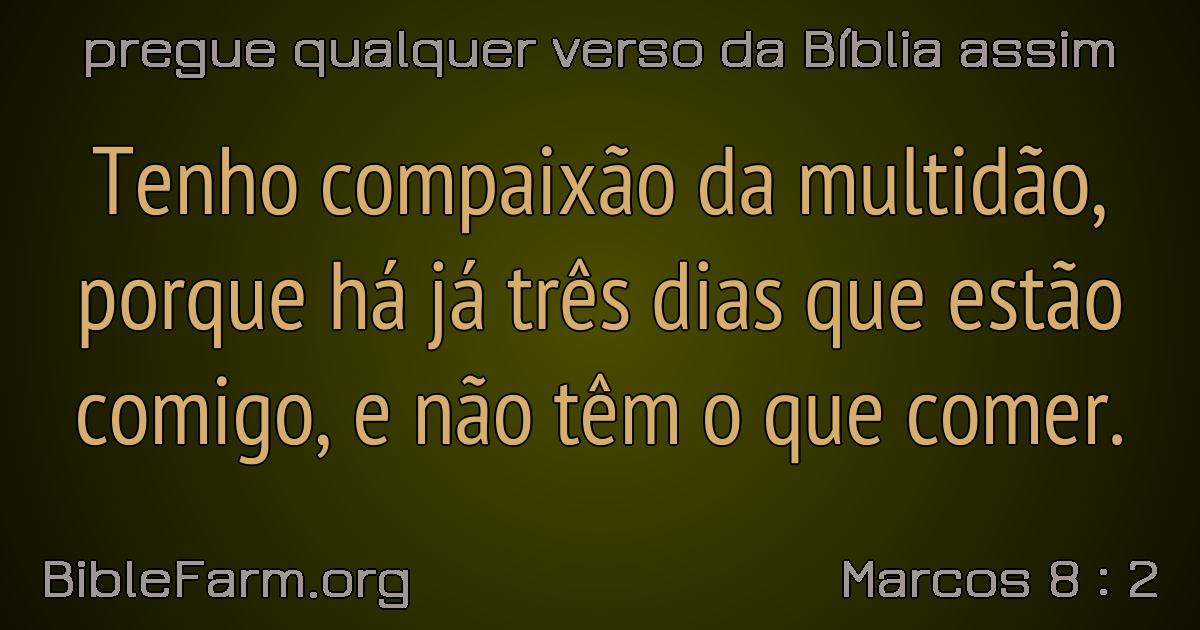 pregue qualquer verso da Bíblia assim
Tenho compaixão da multidão,
porque há já três dias que estão
comigo, e não têm o que comer.
BibleFarm.org
Marcos 8 : 2